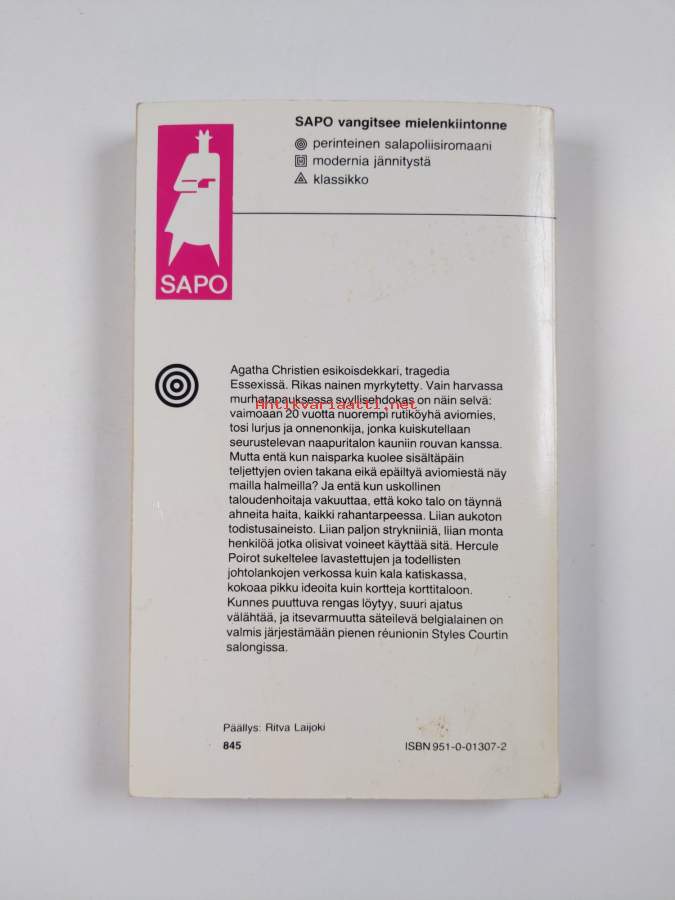 SAPO vangitsee mielenkiintonne
perinteinen salapoliisiromaani
modernia jännitystä
klassikko
SAPO
Agatha Christien esikoisdekkari, tragedia
Essexissä. Rikas nainen myrkytetty. Vain harvassa
murhatapauksessa syyllisehdokas on näin selvä:
Antikvariaatti.net
vaimoaan 20 vuotta nuorempi rutiköyhä aviomies,
tosi lurjus ja onnenonkija, jonka kuiskutellaan
seurustelevan naapuritalon kauniin rouvan kanssa.
Mutta entä kun naisparka kuolee sisältäpäin
teljettyjen ovien takana eikä epäiltyä aviomiestä näy
mailla halmeilla? Ja entä kun uskollinen
taloudenhoitaja vakuuttaa, että koko talo on täynnä
ahneita haita, kaikki rahantarpeessa. Liian aukoton
todistusaineisto. Liian paljon strykniiniä, liian monta
henkilöä jotka olisivat voineet käyttää sitä. Hercule
Poirot sukeltelee lavastettujen ja todellisten
johtolankojen verkossa kuin kala katiskassa,
kokoaa pikku ideoita kuin kortteja korttitaloon.
Kunnes puuttuva rengas löytyy, suuri ajatus
välähtää, ja itsevarmuutta säteilevä belgialainen on
valmis järjestämään pienen réunionin Styles Courtin
salongissa.
Päällys: Ritva Laijoki
845 ISBN 951-0-01307-2